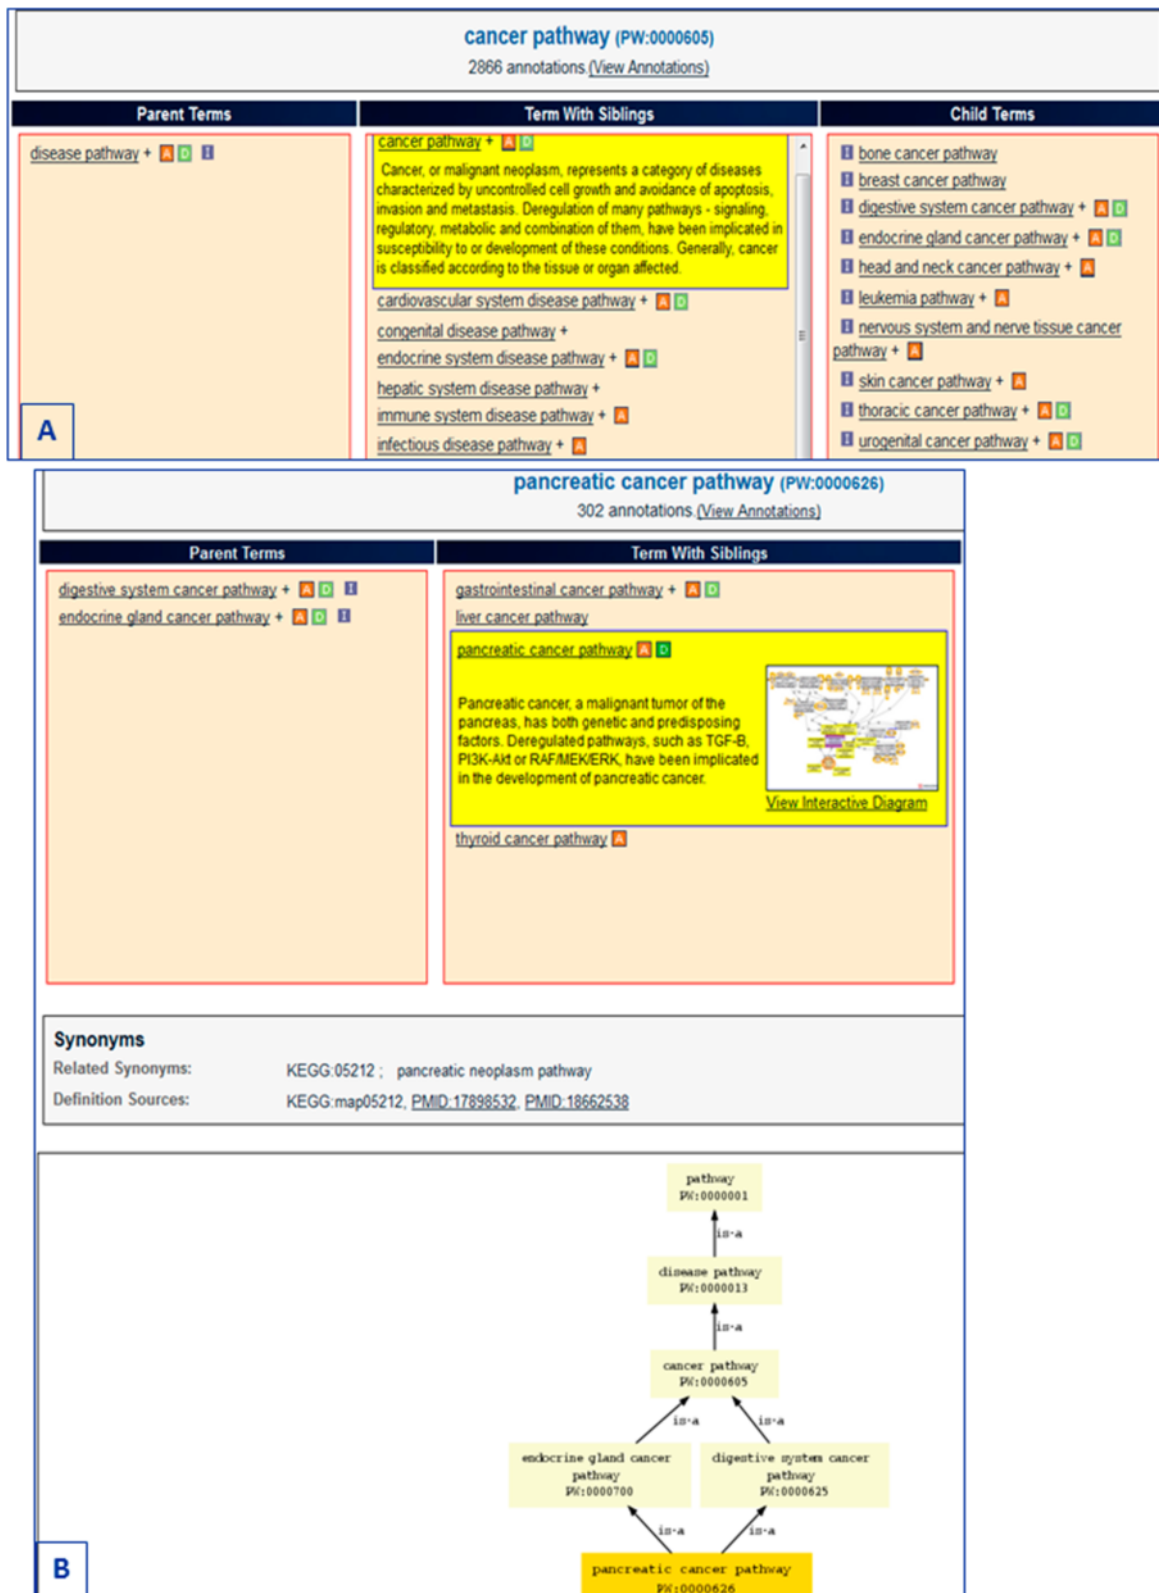 cancer pathway (PW:0000605)
2866 annotations.(View Annotations)
Parent Terms
Term With Siblings
Child Terms
disease pathway + A D I
cancer pathway + A D
Cancer, or malignant neoplasm, represents a category of diseases
characterized by uncontrolled cell growth and avoidance of apoptosis,
invasion and metastasis. Deregulation of many pathways - signaling,
regulatory, metabolic and combination of them, have been implicated in
susceptibility to or development of these conditions. Generally, cancer
is classified according to the tissue or organ affected.
cardiovascular system disease pathway + A D
congenital disease pathway +
endocrine system disease pathway + A D
hepatic system disease pathway +
immune system disease pathway + A
infectious disease pathway + A
I bone cancer pathway
I breast cancer pathway
I digestive system cancer pathway + A D
I endocrine gland cancer pathway + A D
I head and neck cancer pathway + A
I leukemia pathway + A
I nervous system and nerve tissue cancer
pathway + A
I skin cancer pathway + A
I thoracic cancer pathway + A D
I urogenital cancer pathway + A D
A
pancreatic cancer pathway (PW:0000626)
302 annotations.(View Annotations)
Parent Terms
Term With Siblings
digestive system cancer pathway + A D I
endocrine gland cancer pathway + A D I
gastrointestinal cancer pathway + A D
liver cancer pathway
pancreatic cancer pathway A D
Pancreatic cancer, a malignant tumor of the
pancreas, has both genetic and predisposing
factors. Deregulated pathways, such as TGF-B,
PI3K-Akt or RAF/MEK/ERK, have been implicated
in the development of pancreatic cancer.
View Interactive Diagram
thyroid cancer pathway A
Synonyms
Related Synonyms: KEGG:05212 ; pancreatic neoplasm pathway
Definition Sources: KEGG:map05212, PMID:17898532, PMID:18662538
pathway
PW:0000001
is-a
disease pathway
PW:0000013
is-a
cancer pathway
PW:0000605
is-a is-a
endocrine gland cancer
pathway
PW:0000700
digestive system cancer
pathway
PW:0000625
is-a is-a
pancreatic cancer pathway
PW:0000626
B